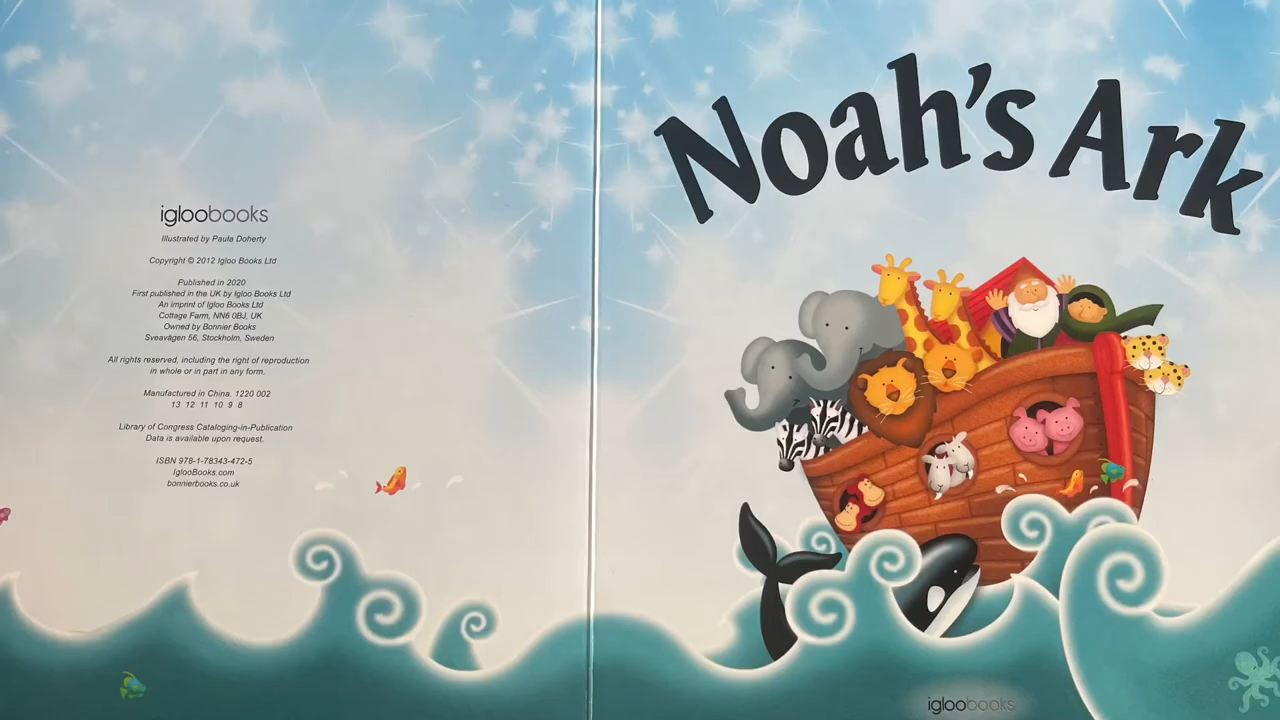 igloobooks
Illustrated by Paula Doherty
Copyright © 2012 Igloo Books Ltd
Published in 2020
First published in the UK by Igloo Books Ltd
An imprint of Igloo Books Ltd
Cottage Farm, NN6 0BJ, UK
Owned by Bonnier Books
Sveavägen 56, Stockholm, Sweden
All rights reserved, including the right of reproduction
in whole or in part in any form.
Manufactured in China. 1220 002
13 12 11 10 9 8
Library of Congress Cataloging-in-Publication
Data is available upon request.
ISBN 978-1-78343-472-5
IglooBooks.com
bonnierbooks.co.uk
Noah's Ark
igloobooks